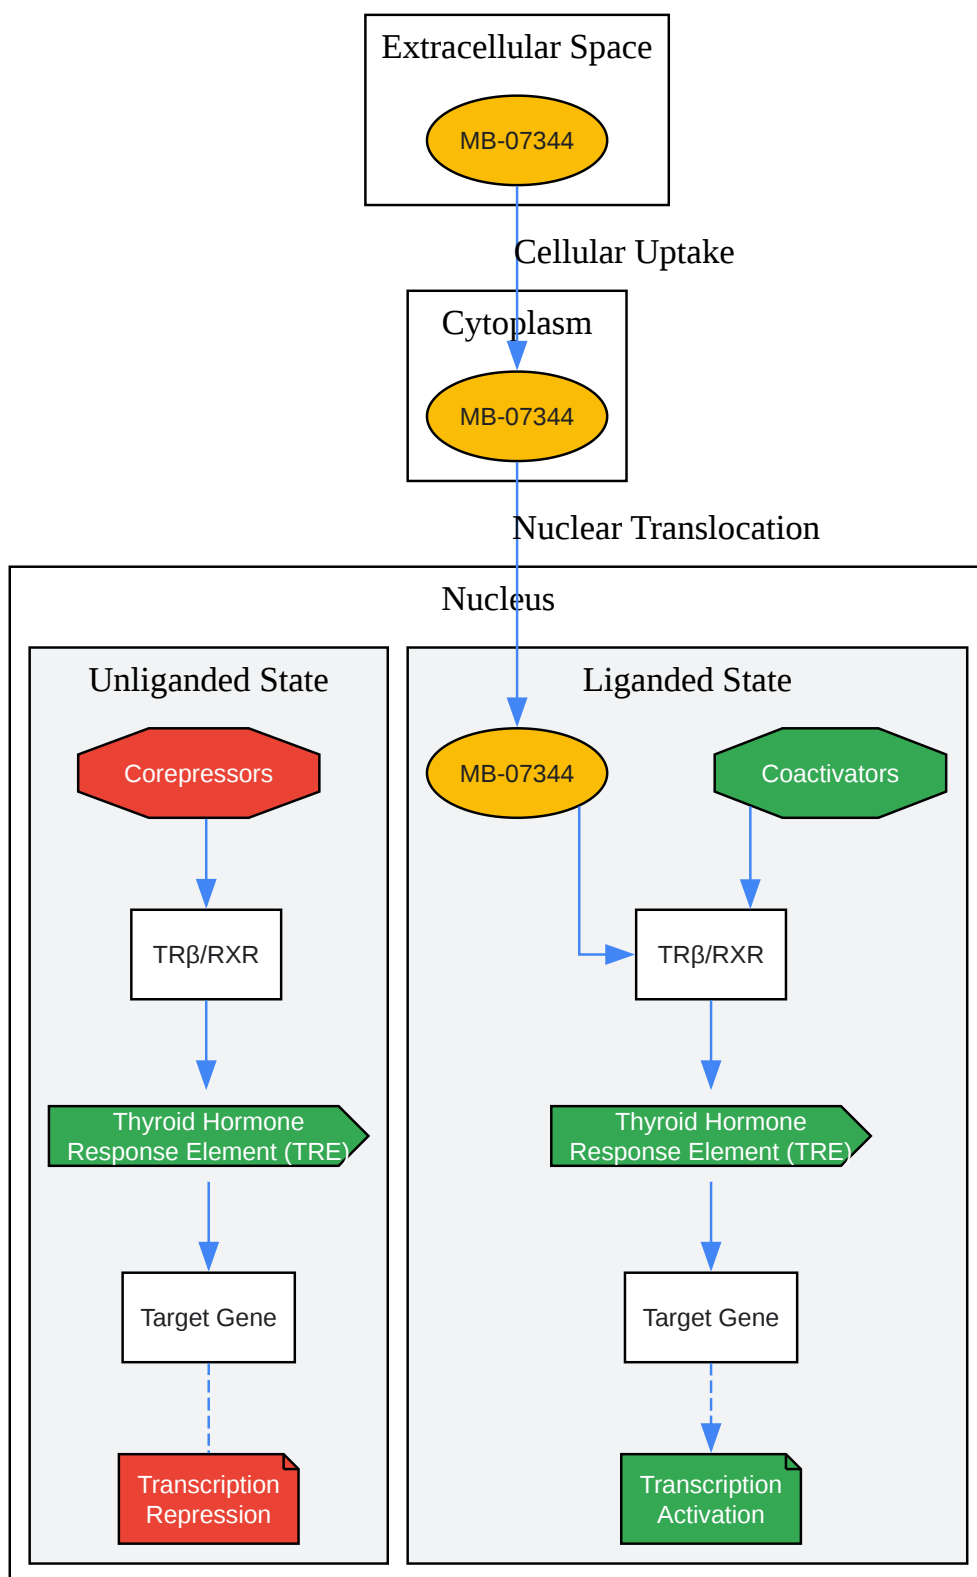 Extracellular Space
MB-07344
Cellular Uptake
Cytoplasm
MB-07344
Nuclear Translocation
Nucleus
Unliganded State
Corepressors
TRβ/RXR
Thyroid Hormone
Response Element (TRE)
Target Gene
Transcription
Repression
Liganded State
MB-07344
Coactivators
TRβ/RXR
Thyroid Hormone
Response Element (TRE)
Target Gene
Transcription
Activation